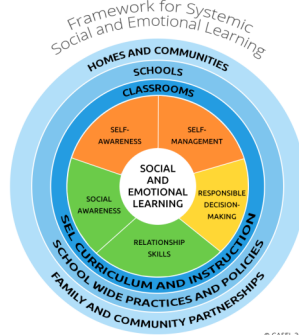 Framework for Systemic
Social and Emotional Learning
HOMES AND COMMUNITIES
SCHOOLS
CLASSROOMS
SELF-
AWARENESS
SELF-
MANAGEMENT
SOCIAL
AND
EMOTIONAL
LEARNING
SOCIAL
AWARENESS
RESPONSIBLE
DECISION-
MAKING
RELATIONSHIP
SKILLS
SEL CURRICULUM AND INSTRUCTION
SCHOOL WIDE PRACTICES AND POLICIES
FAMILY AND COMMUNITY PARTNERSHIPS